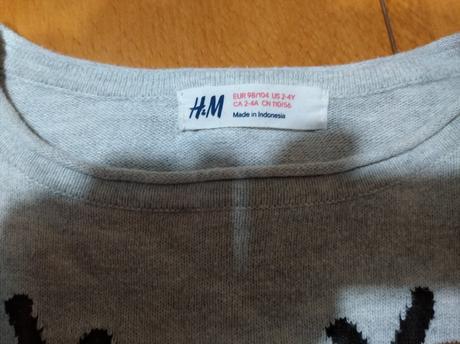 H&M
EUR 98/104 US 2-4Y
CA 2-4A CN 110/56
Made in Indonesia